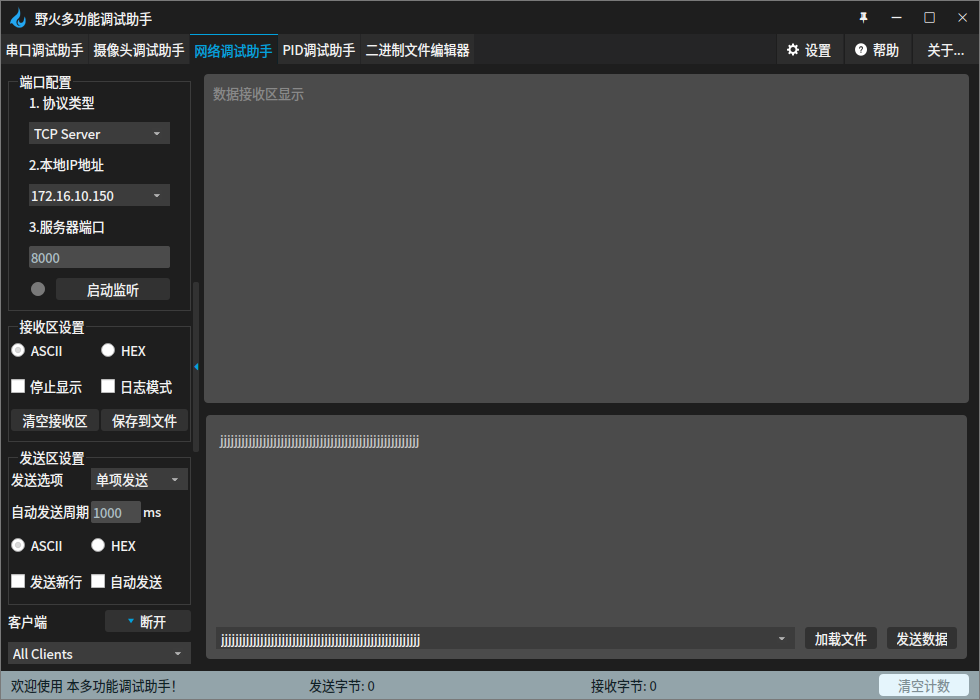 野火多功能调试助手
串口调试助手 摄像头调试助手 网络调试助手 PID调试助手 二进制文件编辑器 设置 帮助 关于...
端口配置
1. 协议类型
TCP Server
2.本地IP地址
172.16.10.150
3.服务器端口
8000
启动监听
接收区设置
ASCII HEX
停止显示 日志模式
清空接收区 保存到文件
发送区设置
发送选项 单项发送
自动发送周期 1000 ms
ASCII HEX
发送新行 自动发送
客户端 断开
All Clients
数据接收区显示
加载文件 发送数据
欢迎使用 本多功能调试助手! 发送字节: 0 接收字节: 0 清空计数